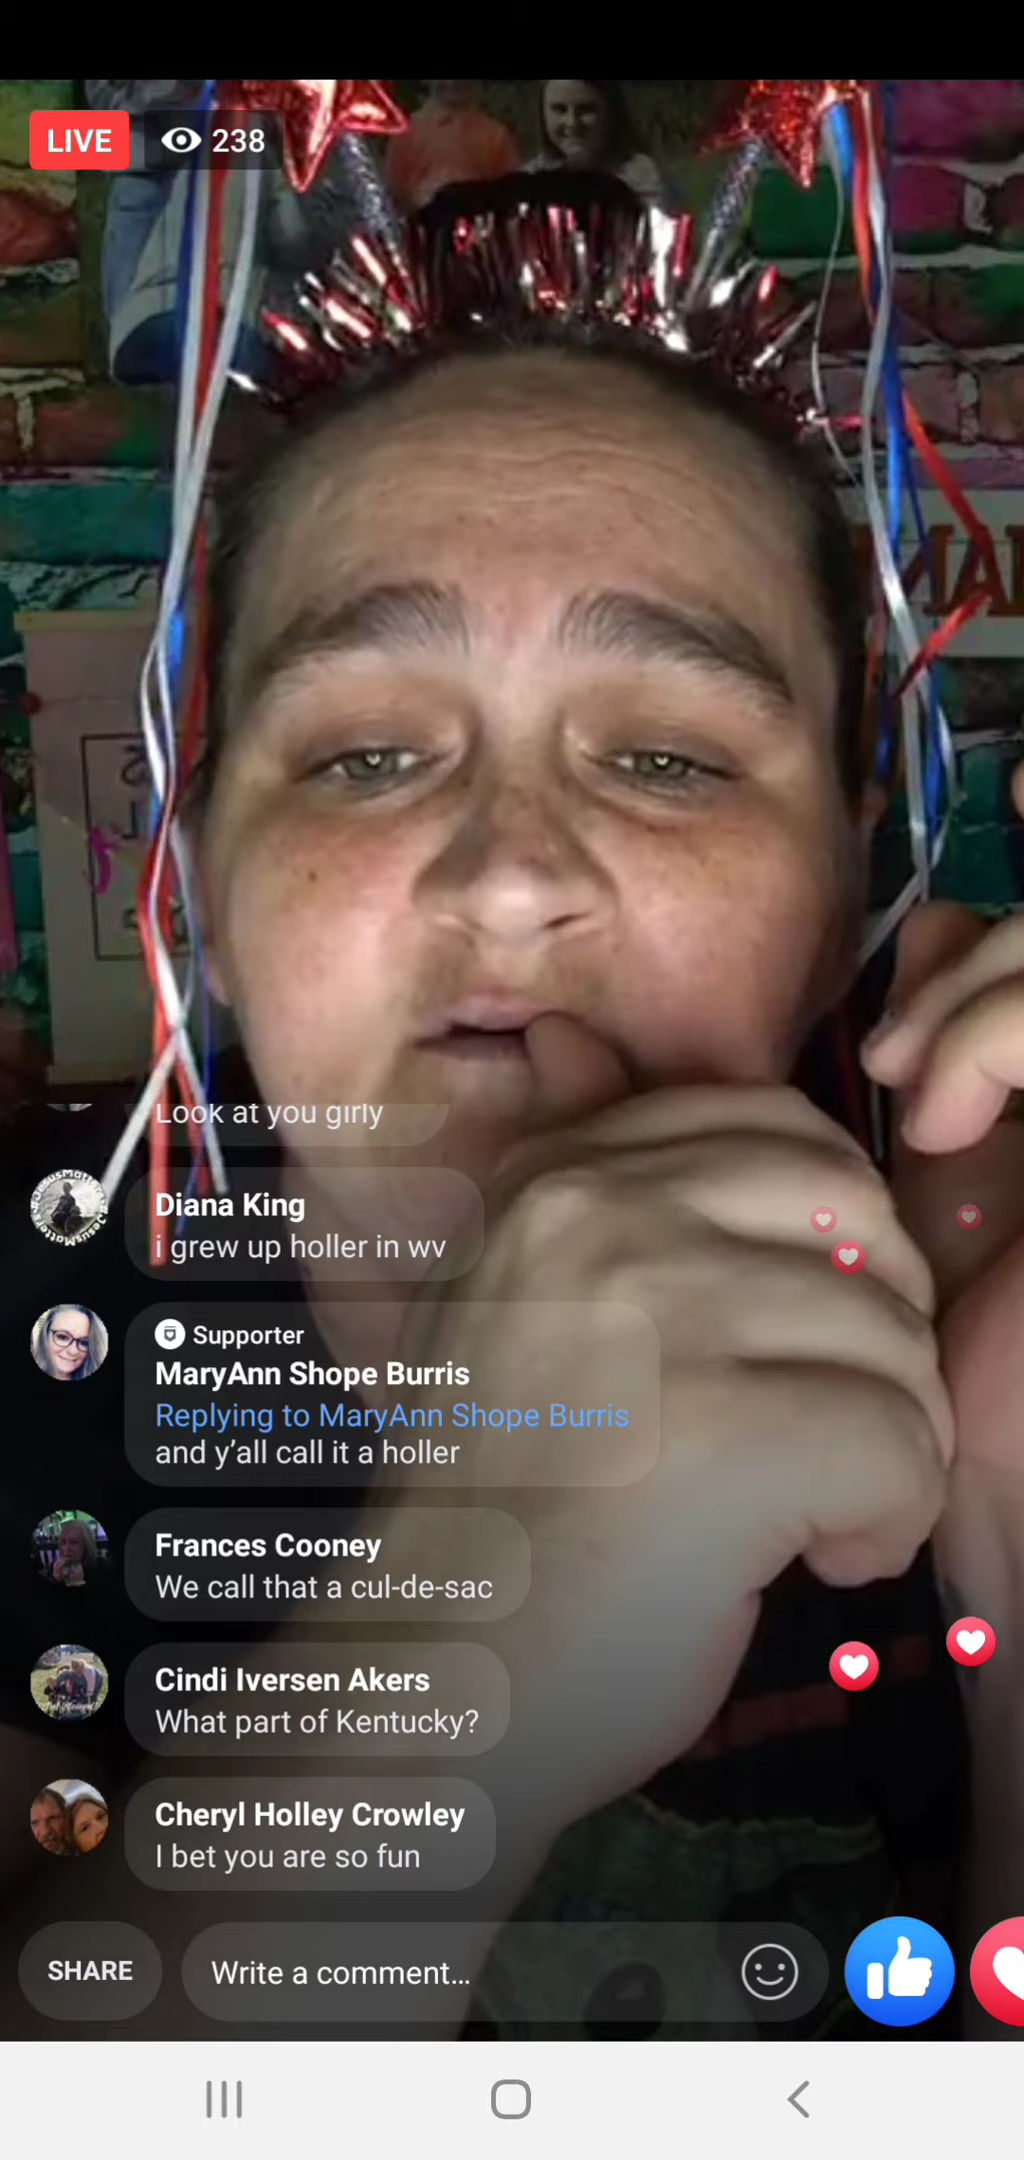 LIVE 238
Look at you girly
Diana King
i grew up holler in wv
Supporter
MaryAnn Shope Burris
Replying to MaryAnn Shope Burris
and y'all call it a holler
Frances Cooney
We call that a cul-de-sac
Cindi Iversen Akers
What part of Kentucky?
Cheryl Holley Crowley
I bet you are so fun
SHARE
Write a comment...